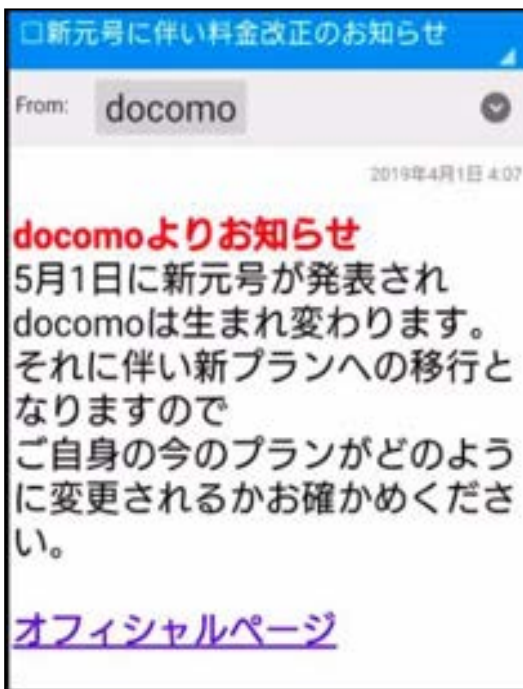 □新元号に伴い料金改正のお知らせ
From: docomo
2019年4月1日 4:07
docomoよりお知らせ
5月1日に新元号が発表され
docomoは生まれ変わります。
それに伴い新プランへの移行と
なりますので
ご自身の今のプランがどのよう
に変更されるかお確かめくださ
い。
オフィシャルページ